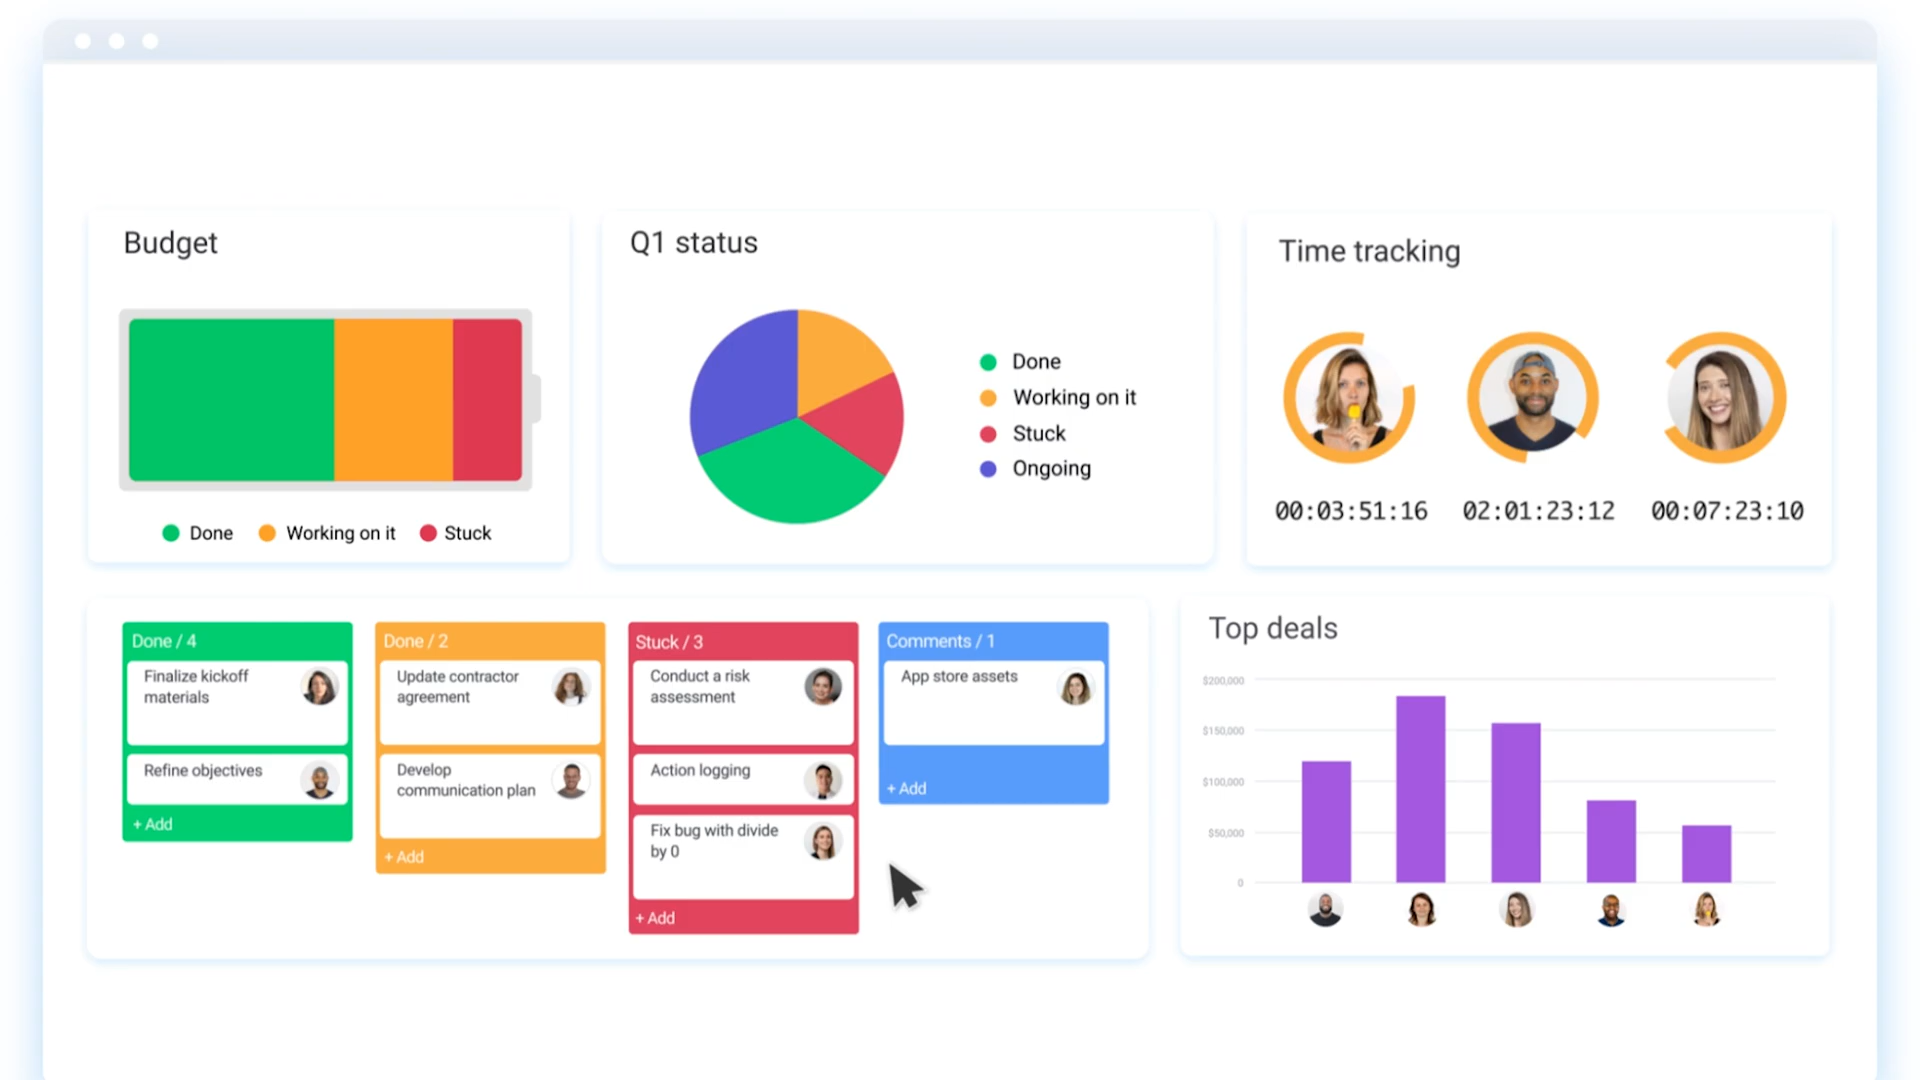 Budget
Done
Working on it
Stuck
Q1 status
Done
Working on it
Stuck
Ongoing
Time tracking
00:03:51:16
02:01:23:12
00:07:23:10
Done / 4
Finalize kickoff
materials
Refine objectives
+ Add
Done / 2
Update contractor
agreement
Develop
communication plan
+ Add
Stuck / 3
Conduct a risk
assessment
Action logging
Fix bug with divide
by 0
+ Add
Comments / 1
App store assets
+ Add
Top deals
$200,000
$150,000
$100,000
$50,000
0